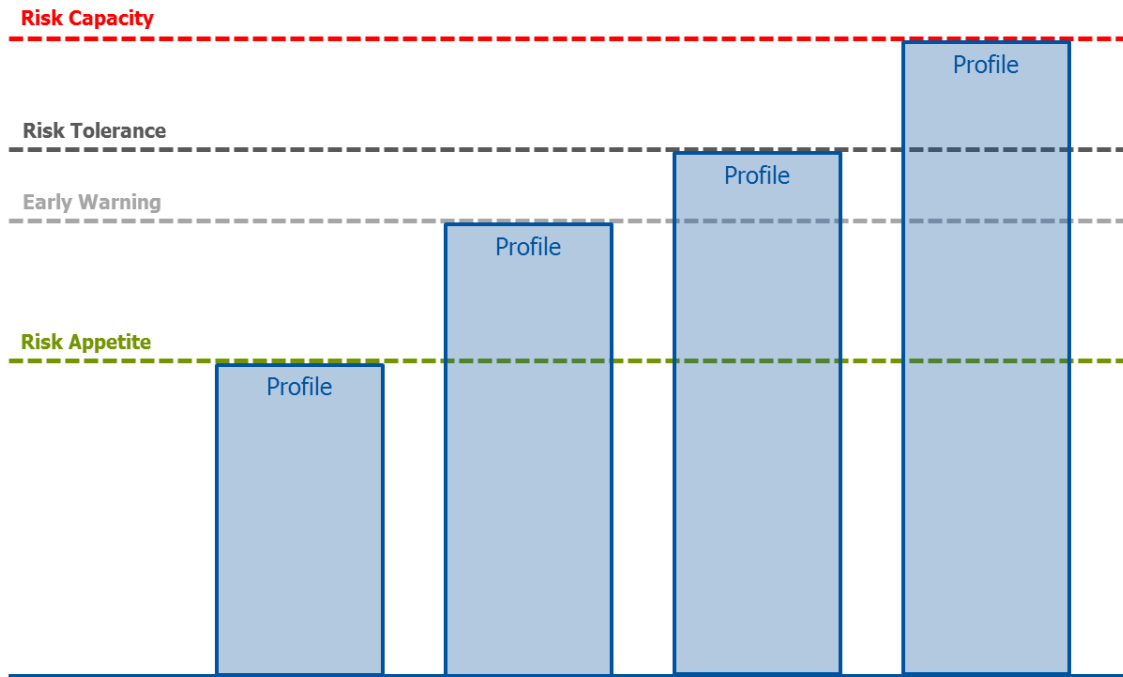 Risk Capacity
Profile
Risk Tolerance
Profile
Early Warning
Profile
Risk Appetite
Profile